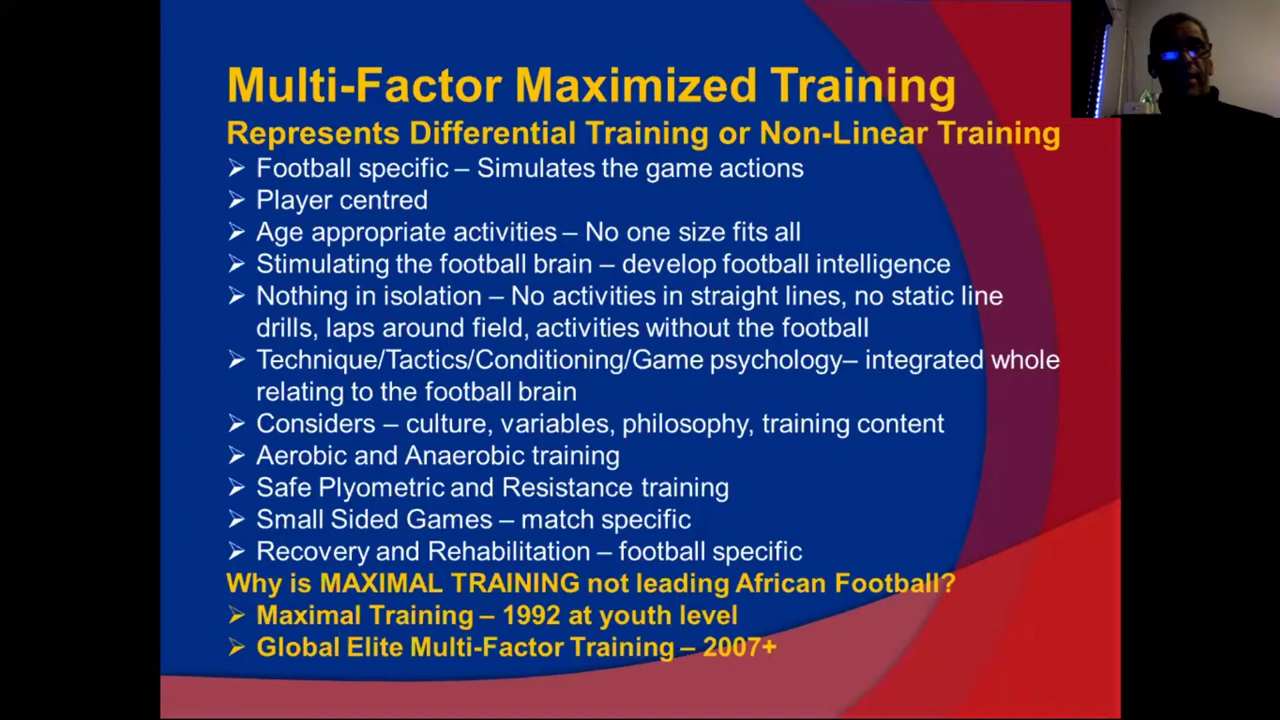 Multi-Factor Maximized Training
Represents Differential Training or Non-Linear Training
➢ Football specific – Simulates the game actions
➢ Player centred
➢ Age appropriate activities – No one size fits all
➢ Stimulating the football brain – develop football intelligence
➢ Nothing in isolation – No activities in straight lines, no static line
drills, laps around field, activities without the football
➢ Technique/Tactics/Conditioning/Game psychology– integrated whole
relating to the football brain
➢ Considers – culture, variables, philosophy, training content
➢ Aerobic and Anaerobic training
➢ Safe Plyometric and Resistance training
➢ Small Sided Games – match specific
➢ Recovery and Rehabilitation – football specific
Why is MAXIMAL TRAINING not leading African Football?
➢ Maximal Training – 1992 at youth level
➢ Global Elite Multi-Factor Training – 2007+